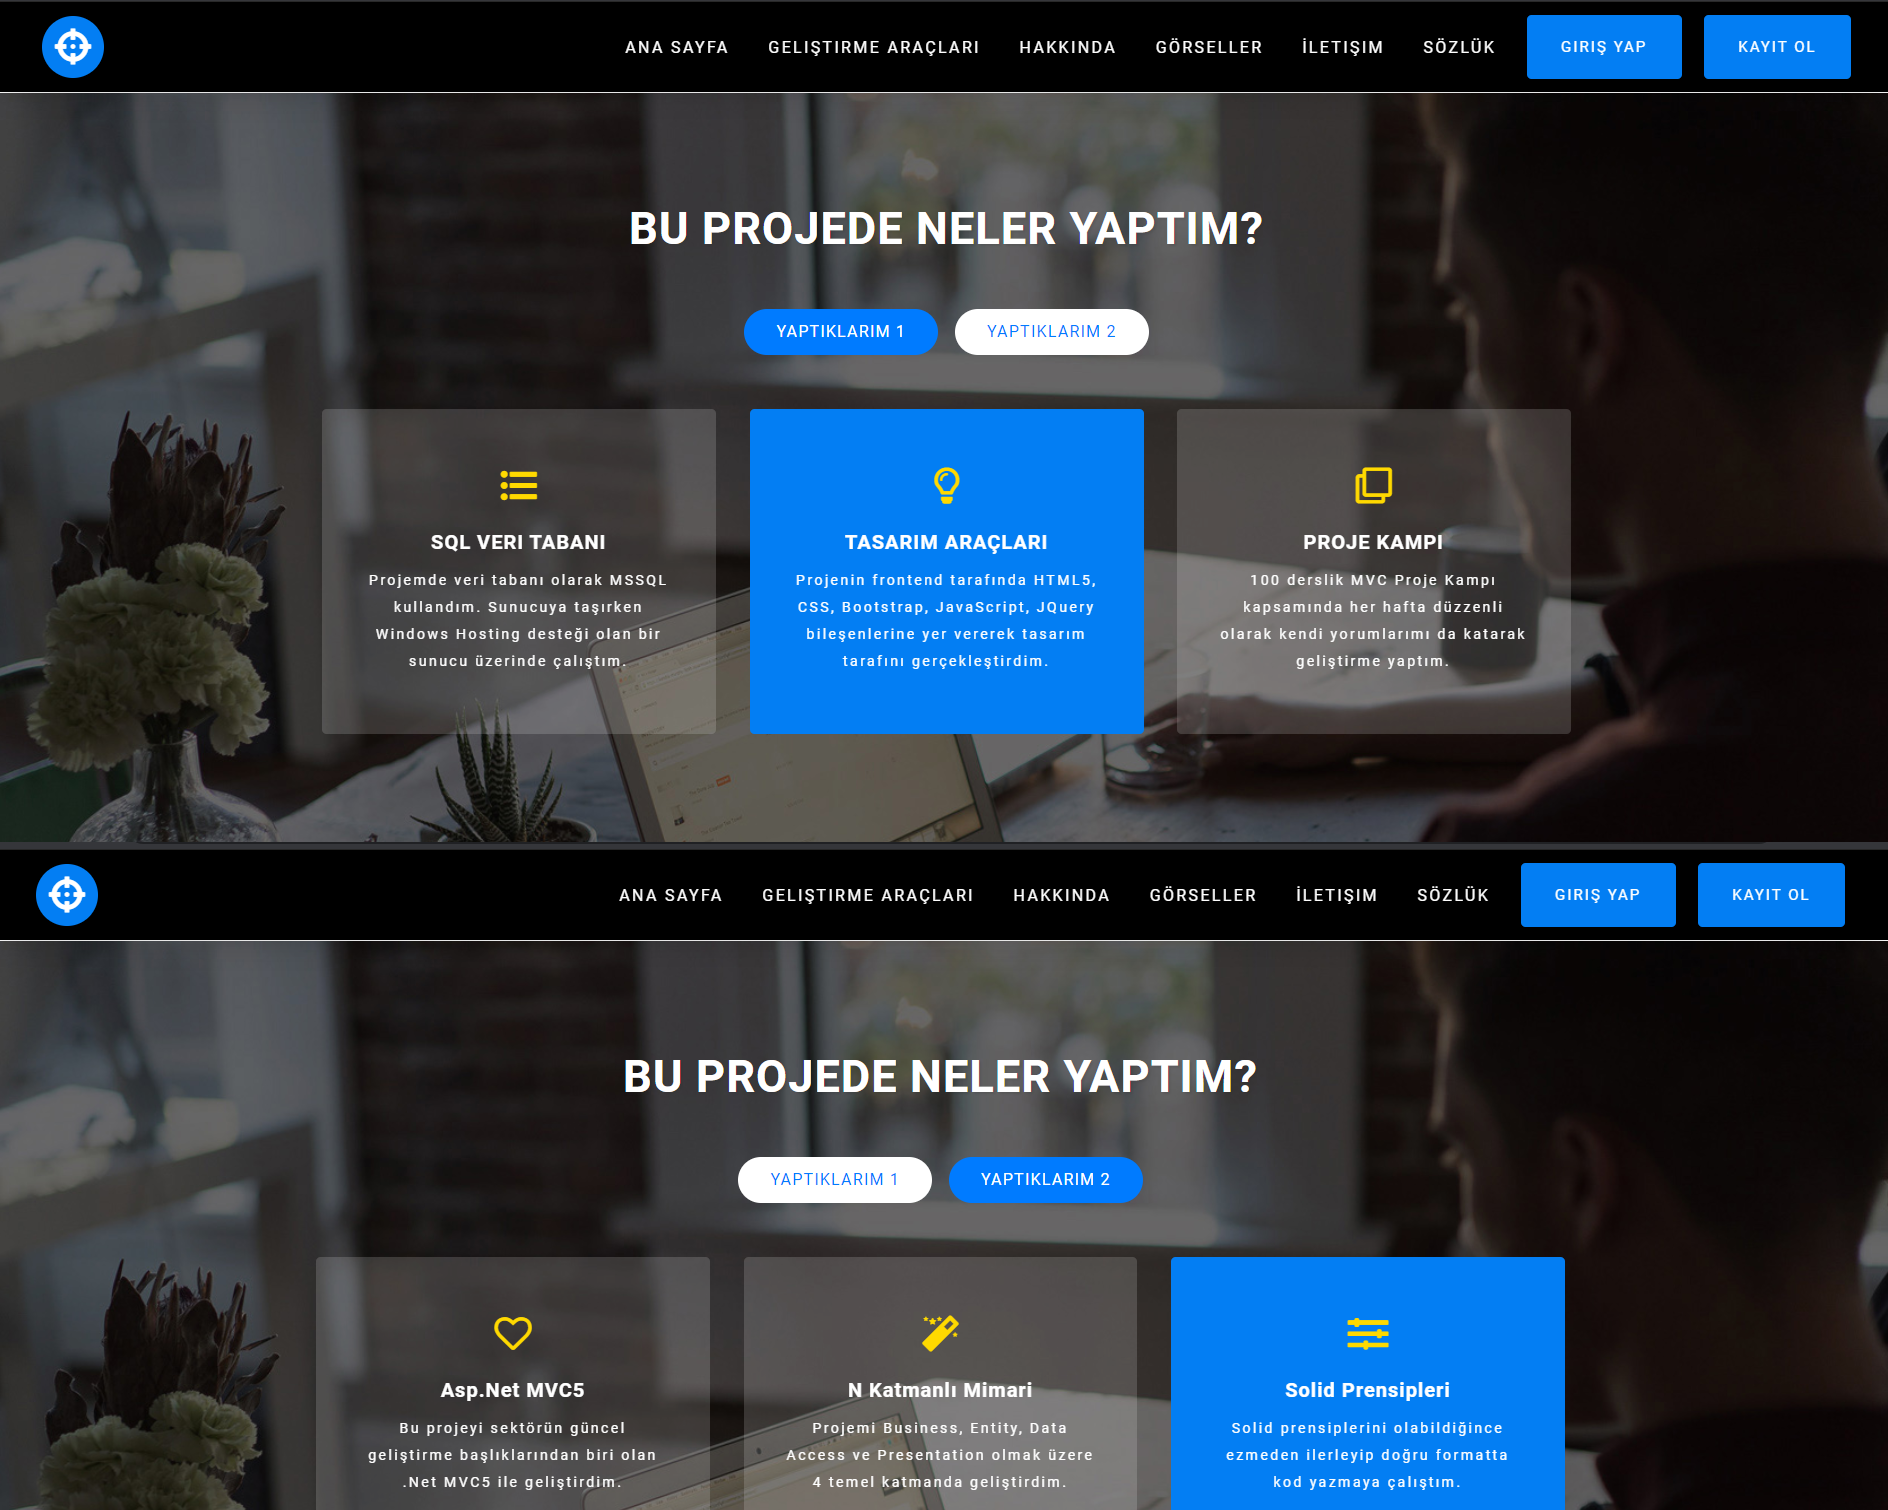 ANA SAYFA GELIŞTIRME ARAÇLARI HAKKINDA GÖRSELLER İLETIŞIM SÖZLÜK GIRIŞ YAP KAYIT OL
BU PROJEDE NELER YAPTIM?
YAPTIKLARIM 1 YAPTIKLARIM 2
SQL VERI TABANI
Projemde veri tabanı olarak MSSQL
kullandım. Sunucuya taşırken
Windows Hosting desteği olan bir
sunucu üzerinde çalıştım.
TASARIM ARAÇLARI
Projenin frontend tarafında HTML5,
CSS, Bootstrap, JavaScript, JQuery
bileşenlerine yer vererek tasarım
tarafını gerçekleştirdim.
PROJE KAMPI
100 derslik MVC Proje Kampı
kapsamında her hafta düzzenli
olarak kendi yorumlarımı da katarak
geliştirme yaptım.
ANA SAYFA GELIŞTIRME ARAÇLARI HAKKINDA GÖRSELLER İLETIŞIM SÖZLÜK GIRIŞ YAP KAYIT OL
BU PROJEDE NELER YAPTIM?
YAPTIKLARIM 1 YAPTIKLARIM 2
Asp.Net MVC5
Bu projeyi sektörün güncel
geliştirme başlıklarından biri olan
.Net MVC5 ile geliştirdim.
N Katmanlı Mimari
Projemi Business, Entity, Data
Access ve Presentation olmak üzere
4 temel katmanda geliştirdim.
Solid Prensipleri
Solid prensiplerini olabildiğince
ezmeden ilerleyip doğru formatta
kod yazmaya çalıştım.